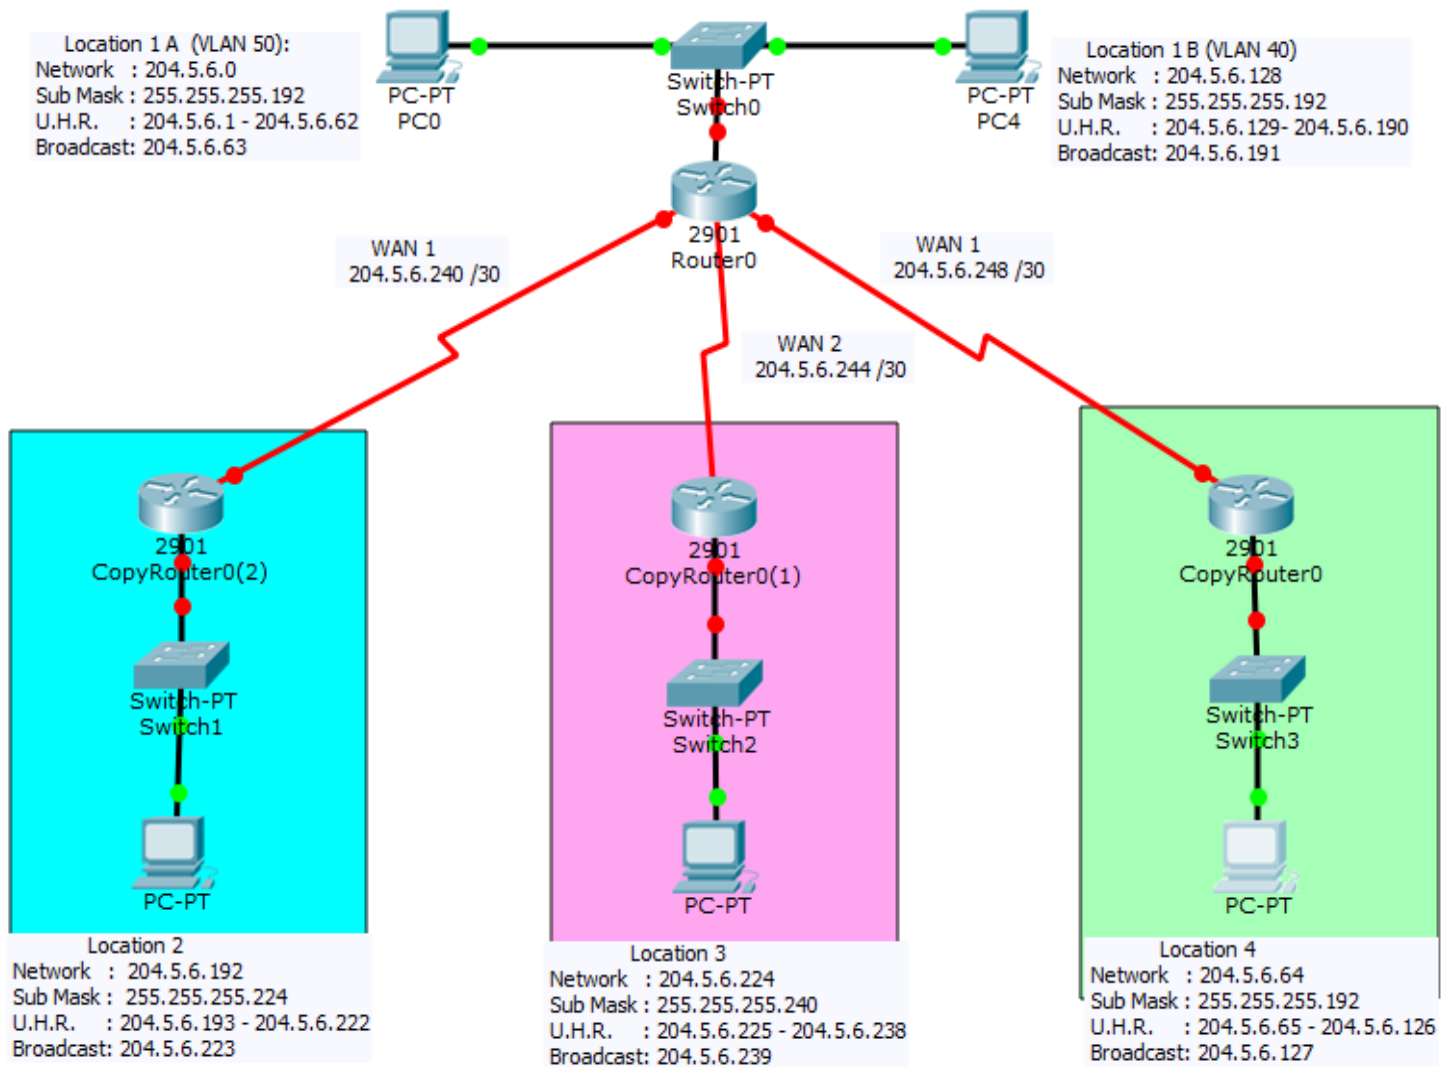 Location 1 A  (VLAN 50):
Network  : 204.5.6.0
Sub Mask : 255.255.255.192
U.H.R.    : 204.5.6.1 - 204.5.6.62
Broadcast: 204.5.6.63
PC-PT
PC0
Switch-PT
Switch0
PC-PT
PC4
Location 1 B (VLAN 40)
Network  : 204.5.6.128
Sub Mask : 255.255.255.192
U.H.R.    : 204.5.6.129- 204.5.6.190
Broadcast: 204.5.6.191
2901
Router0
WAN 1
204.5.6.240 /30
WAN 1
204.5.6.248 /30
WAN 2
204.5.6.244 /30
2901
CopyRouter0(2)
Switch-PT
Switch1
PC-PT
Location 2
Network  :  204.5.6.192
Sub Mask :  255.255.255.224
U.H.R.    : 204.5.6.193 - 204.5.6.222
Broadcast: 204.5.6.223
2901
CopyRouter0(1)
Switch-PT
Switch2
PC-PT
Location 3
Network  : 204.5.6.224
Sub Mask : 255.255.255.240
U.H.R.    : 204.5.6.225 - 204.5.6.238
Broadcast: 204.5.6.239
2901
CopyRouter0
Switch-PT
Switch3
PC-PT
Location 4
Network  : 204.5.6.64
Sub Mask : 255.255.255.192
U.H.R.    : 204.5.6.65 - 204.5.6.126
Broadcast: 204.5.6.127